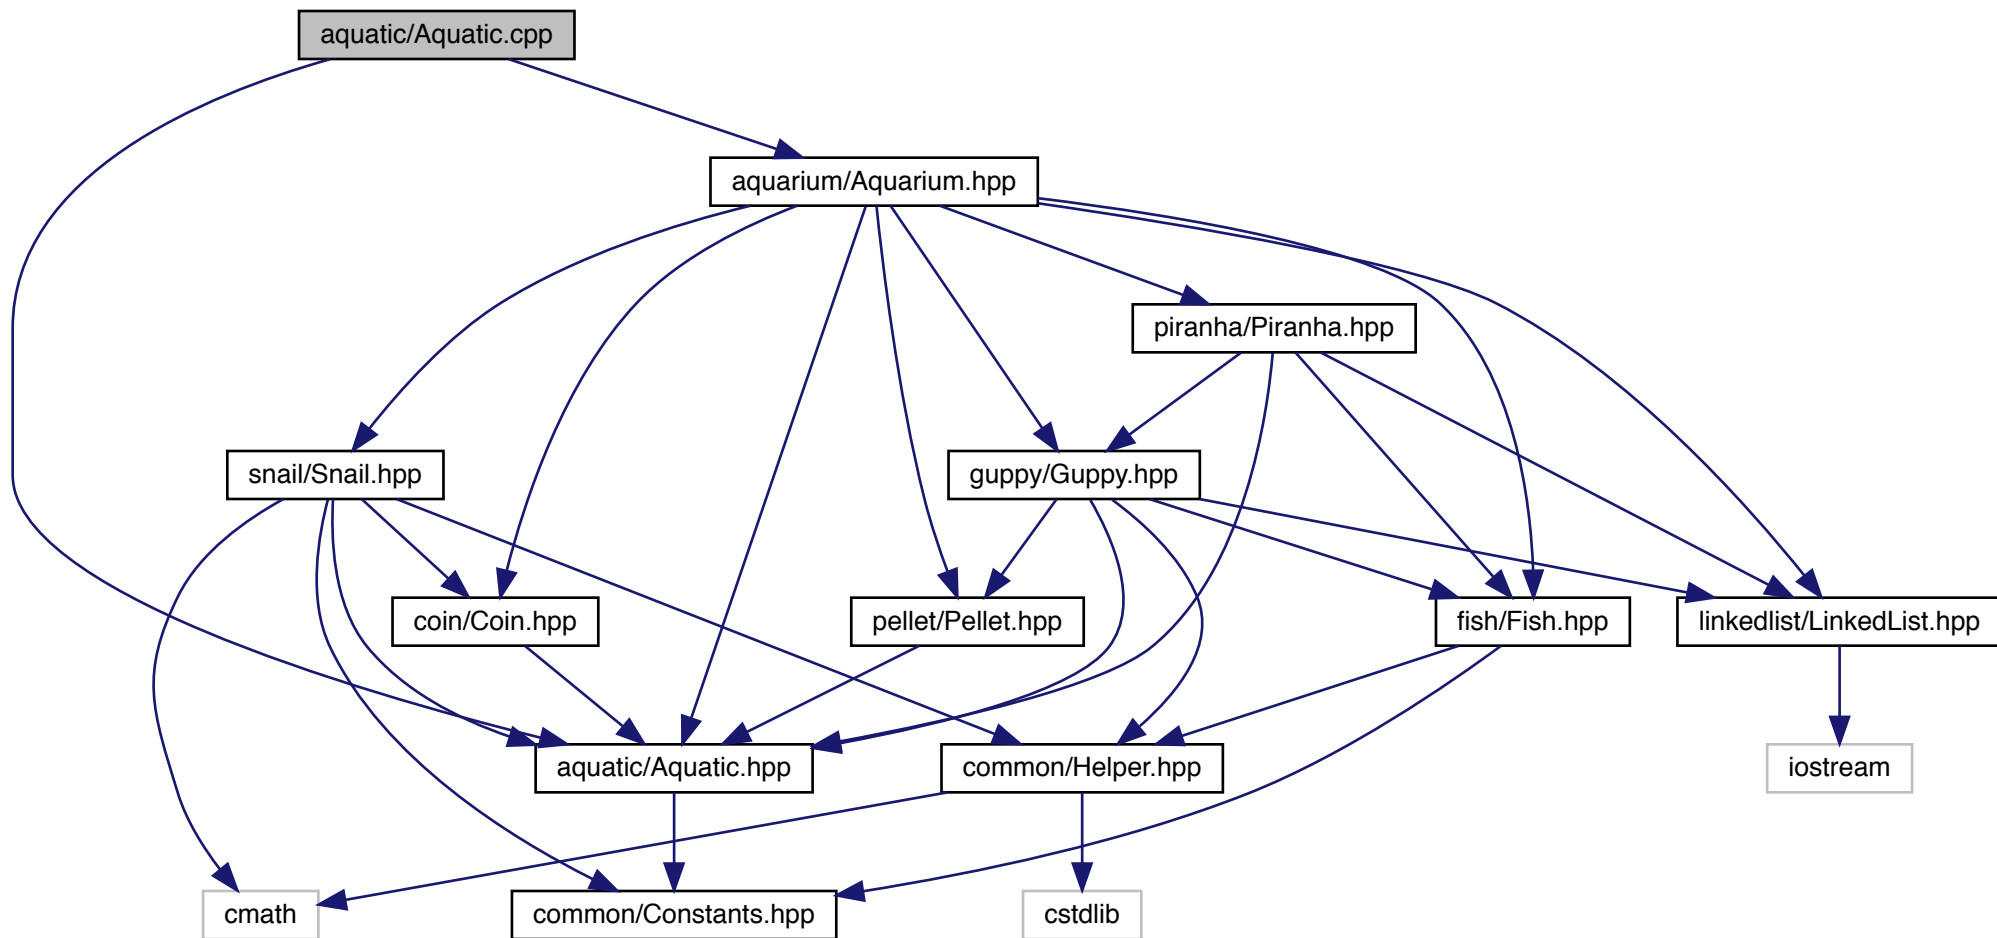 aquatic/Aquatic.cpp
aquarium/Aquarium.hpp
piranha/Piranha.hpp
snail/Snail.hpp
guppy/Guppy.hpp
coin/Coin.hpp
pellet/Pellet.hpp
fish/Fish.hpp
linkedlist/LinkedList.hpp
aquatic/Aquatic.hpp
common/Helper.hpp
iostream
cmath
common/Constants.hpp
cstdlib